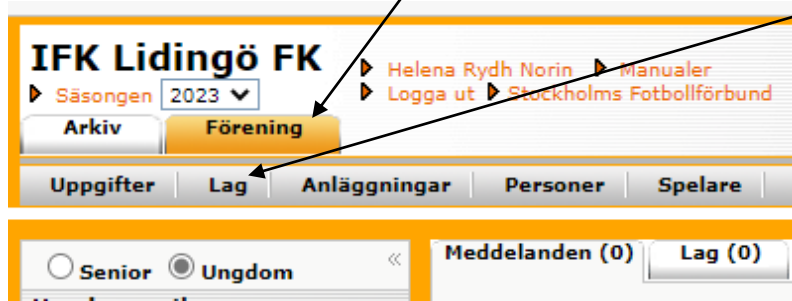 IFK Lidingö FK
Helena Rydh Norin Manualer
Säsongen 2023
Logga ut Stockholms Fotbollförbund
Arkiv Förening
Uppgifter Lag Anläggningar Personer Spelare
Meddelanden (0) Lag (0)
Senior Ungdom «